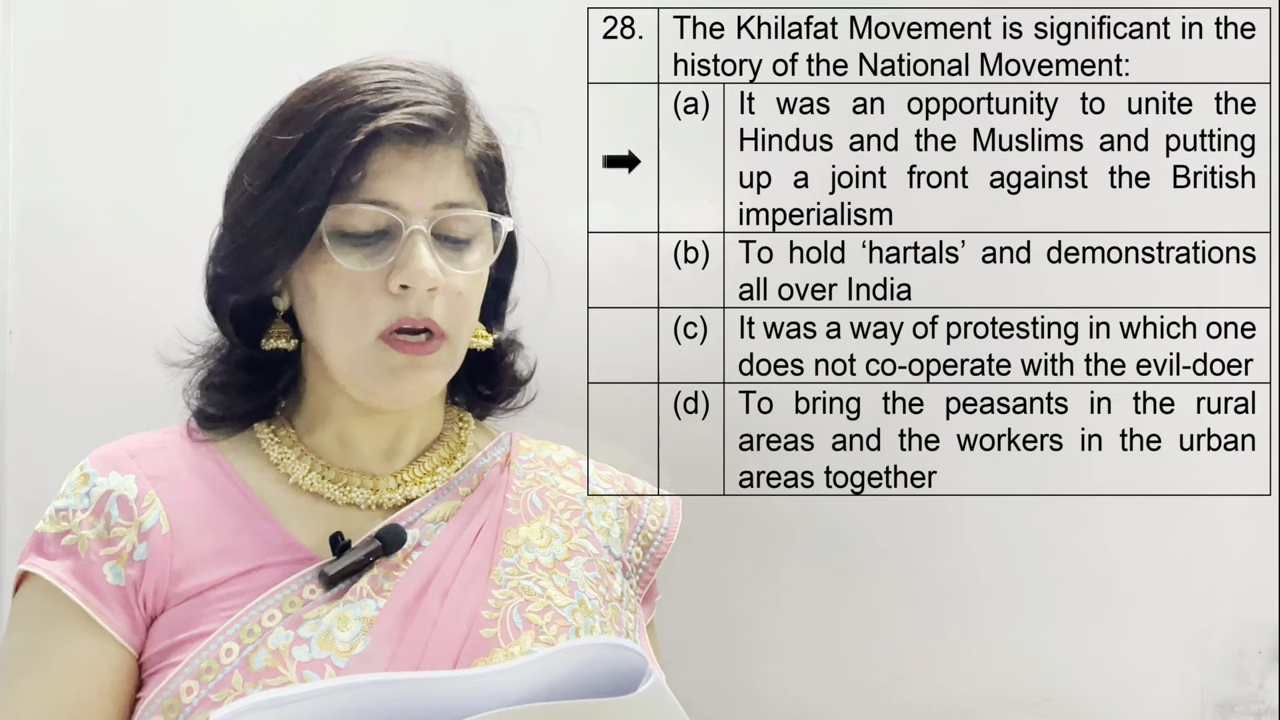 28. The Khilafat Movement is significant in the
history of the National Movement:
(a) It was an opportunity to unite the
Hindus and the Muslims and putting
up a joint front against the British
imperialism
(b) To hold ‘hartals’ and demonstrations
all over India
(c) It was a way of protesting in which one
does not co-operate with the evil-doer
(d) To bring the peasants in the rural
areas and the workers in the urban
areas together